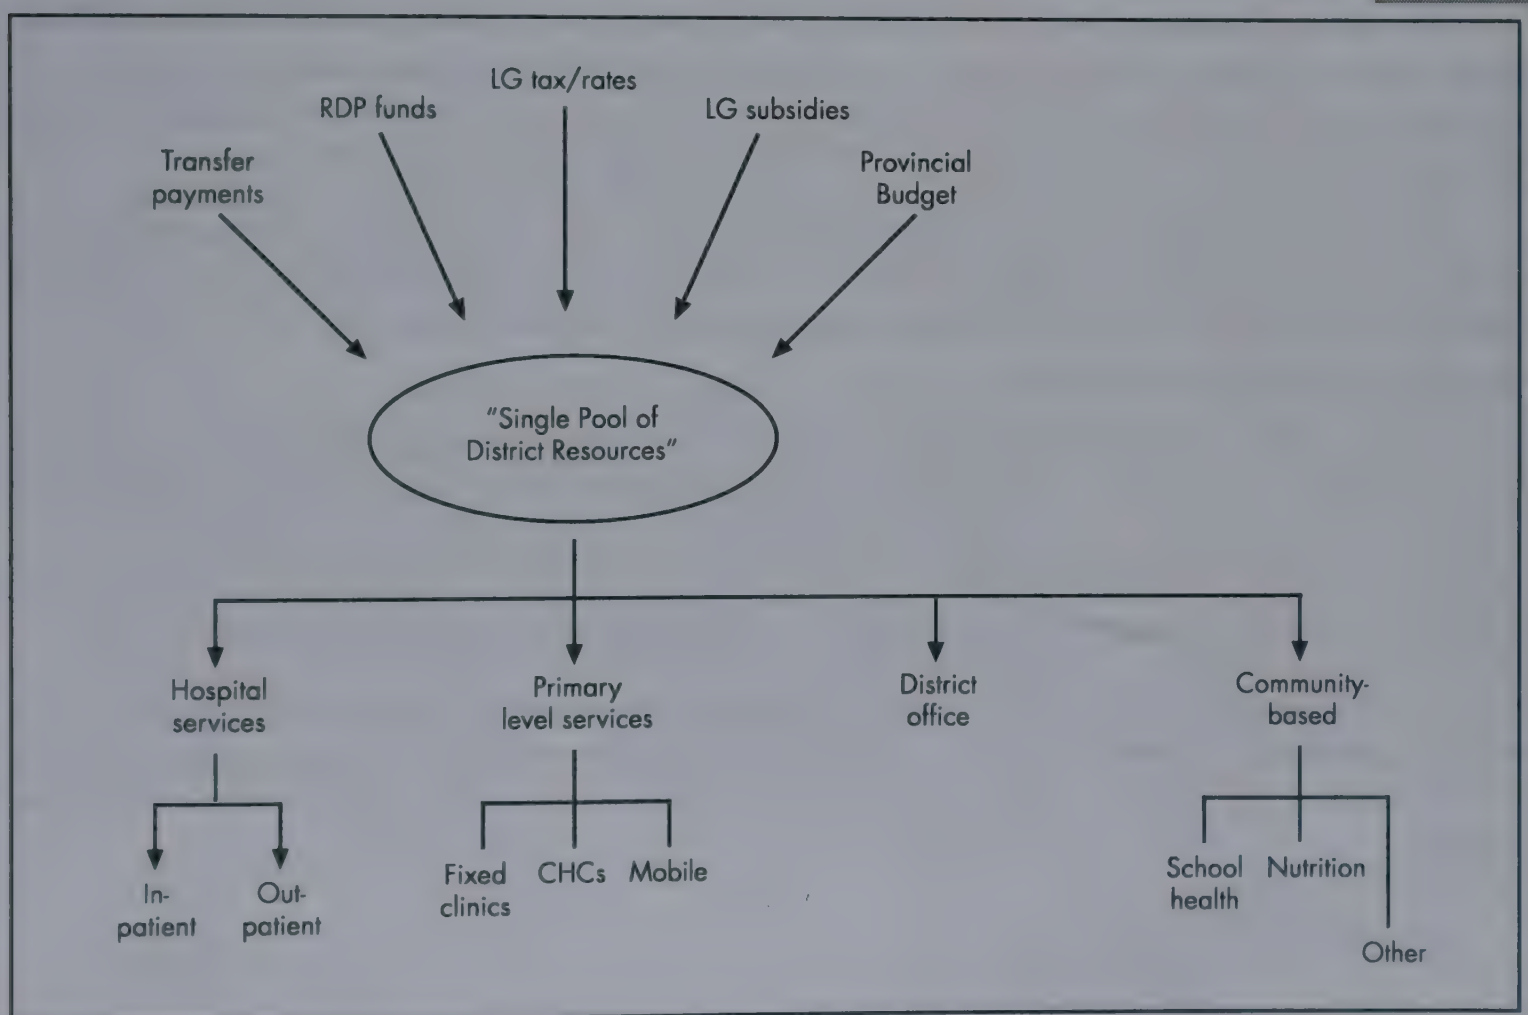 LG tax/rates
RDP funds
LG subsidies
Transfer
payments
Provincial
Budget
"Single Pool of
District Resources"
Hospital
services
Primary
level services
District
office
Community-
based
In-
patient
Out-
patient
Fixed
clinics
CHCs
Mobile
School
health
Nutrition
Other